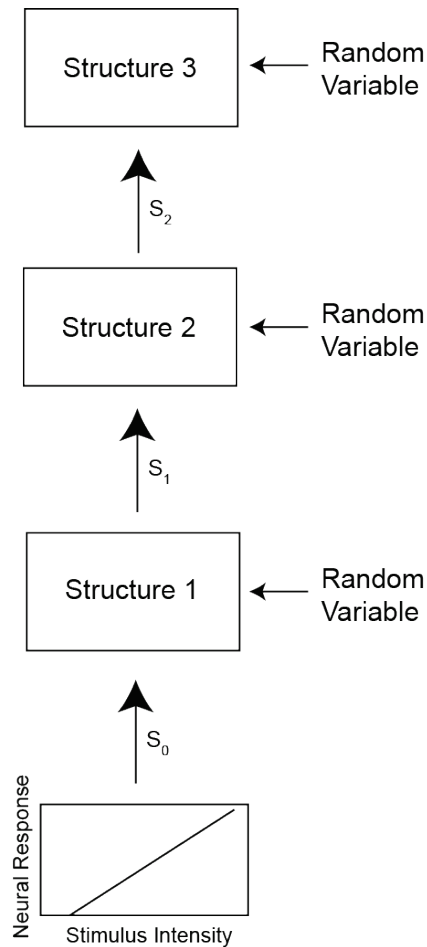 Structure 3
Random
Variable
S₂
Structure 2
Random
Variable
S₁
Structure 1
Random
Variable
S₀
Neural Response
Stimulus Intensity